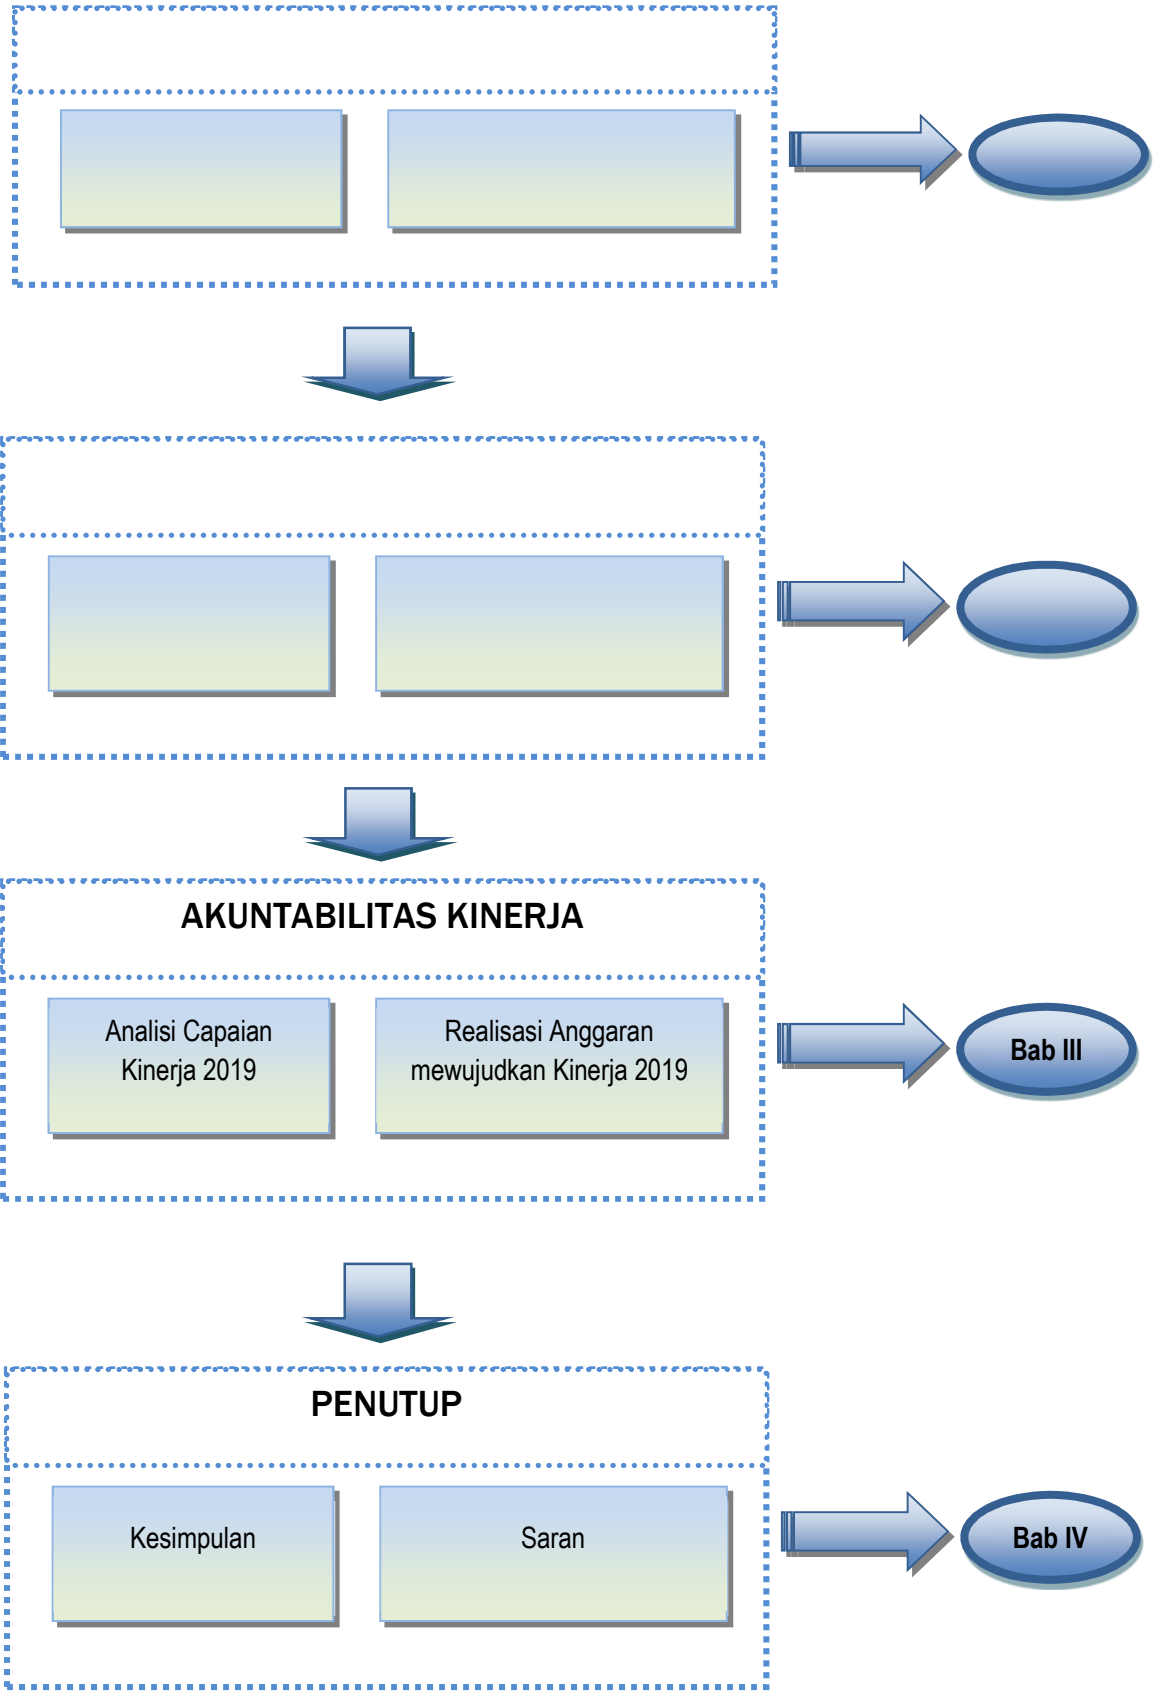 AKUNTABILITAS KINERJA
Analisi Capaian
Kinerja 2019
Realisasi Anggaran
mewujudkan Kinerja 2019
Bab III
PENUTUP
Kesimpulan
Saran
Bab IV